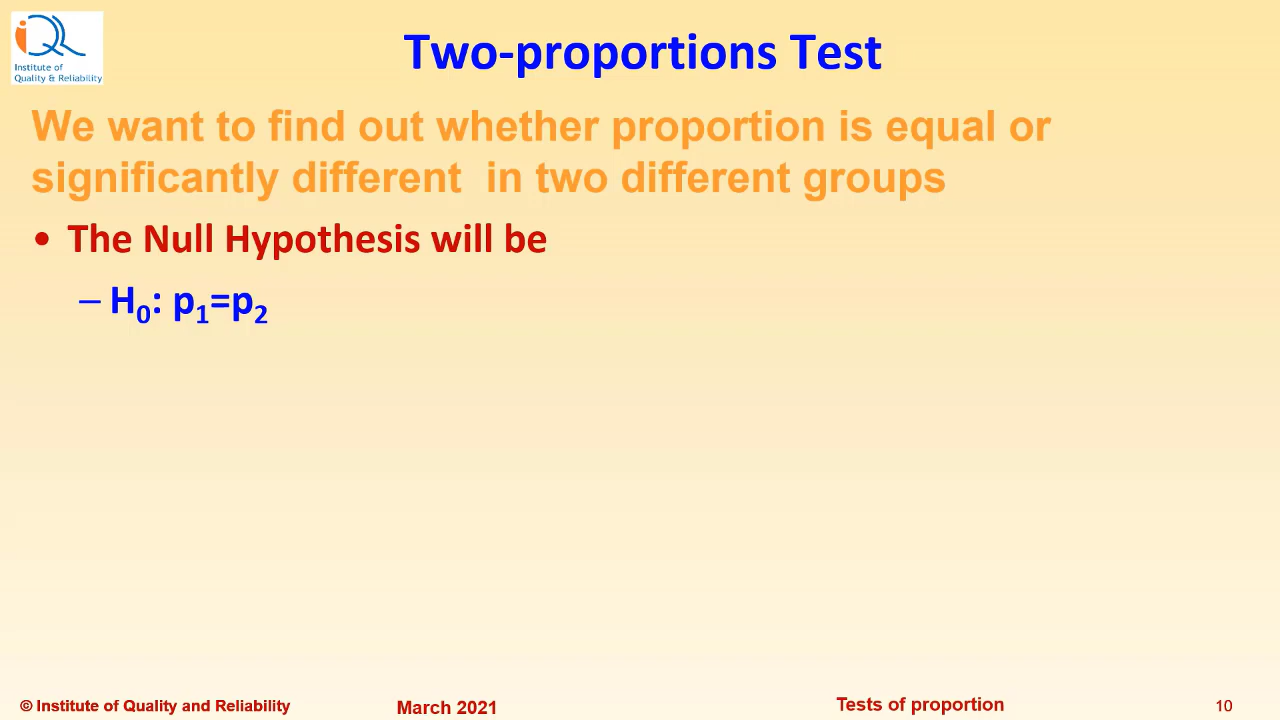 Institute of
Quality & Reliability
Two-proportions Test
We want to find out whether proportion is equal or
significantly different in two different groups
• The Null Hypothesis will be
– H₀: p₁=p₂
© Institute of Quality and Reliability
March 2021
Tests of proportion
10